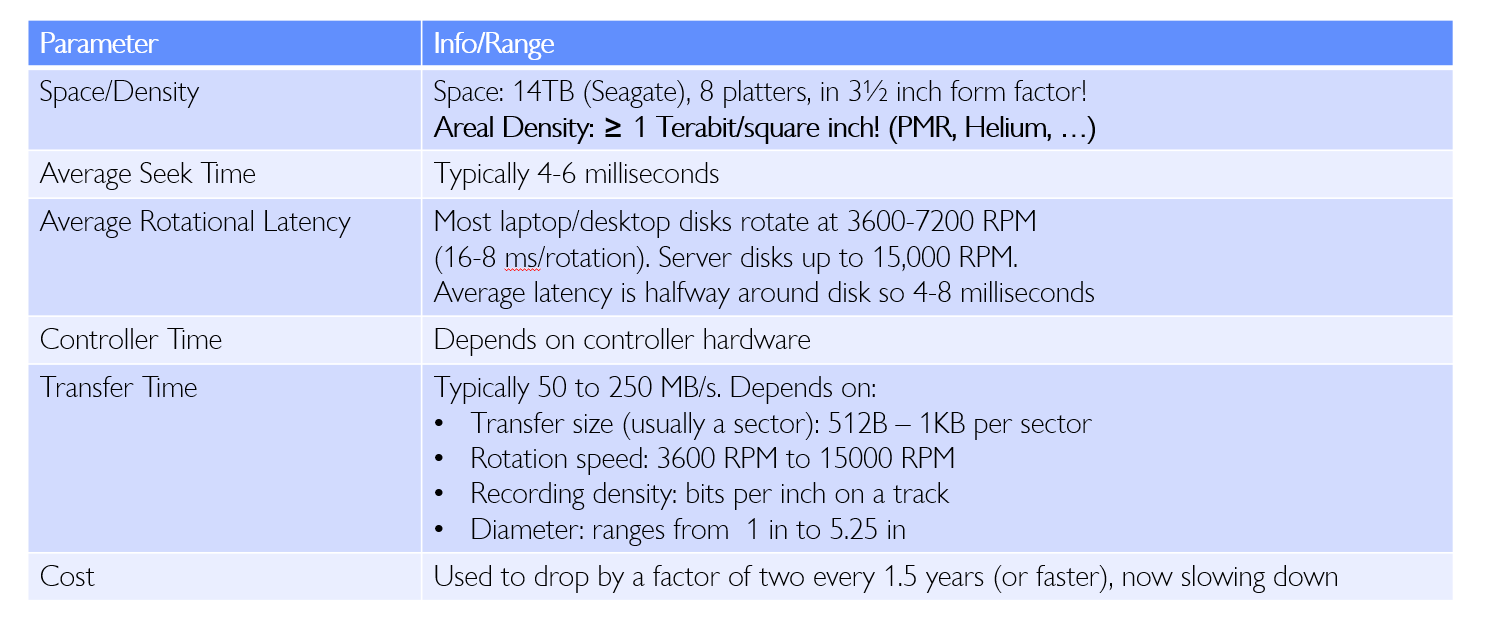 Parameter
Info/Range
Space/Density
Space: 14TB (Seagate), 8 platters, in 3½ inch form factor!
Areal Density: ≥ 1 Terabit/square inch! (PMR, Helium, …)
Average Seek Time
Typically 4-6 milliseconds
Average Rotational Latency
Most laptop/desktop disks rotate at 3600-7200 RPM
(16-8 ms/rotation). Server disks up to 15,000 RPM.
Average latency is halfway around disk so 4-8 milliseconds
Controller Time
Depends on controller hardware
Transfer Time
Typically 50 to 250 MB/s. Depends on:
• Transfer size (usually a sector): 512B – 1KB per sector
• Rotation speed: 3600 RPM to 15000 RPM
• Recording density: bits per inch on a track
• Diameter: ranges from 1 in to 5.25 in
Cost
Used to drop by a factor of two every 1.5 years (or faster), now slowing down